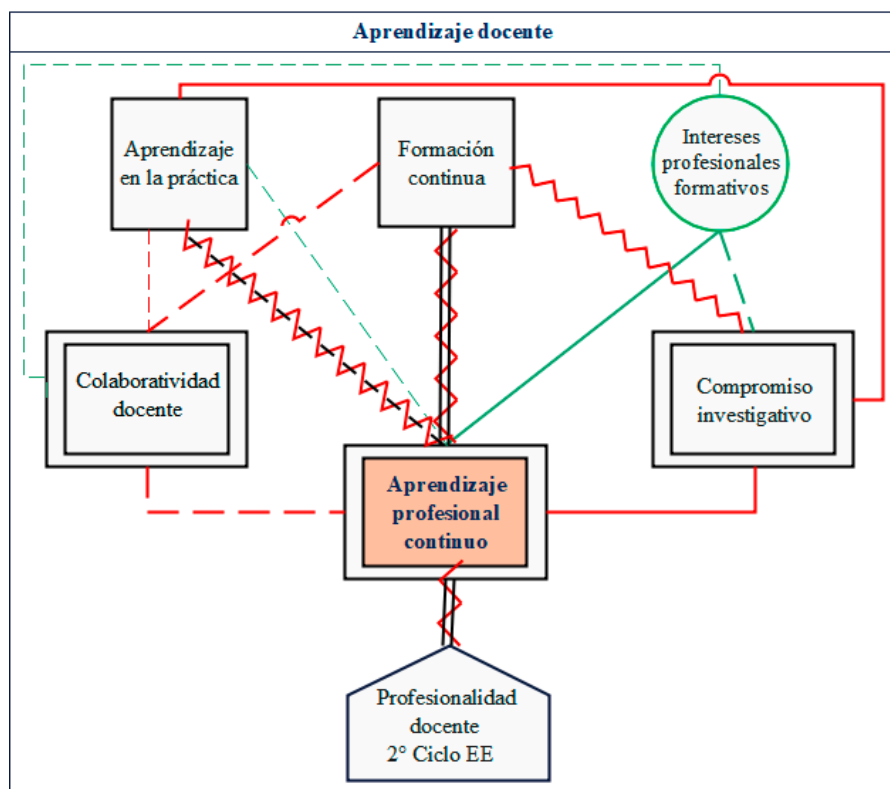 Aprendizaje docente
Aprendizaje
en la práctica
Formación
continua
Intereses
profesionales
formativos
Colaboratividad
docente
Compromiso
investigativo
Aprendizaje
profesional
continuo
Profesionalidad
docente
2° Ciclo EE